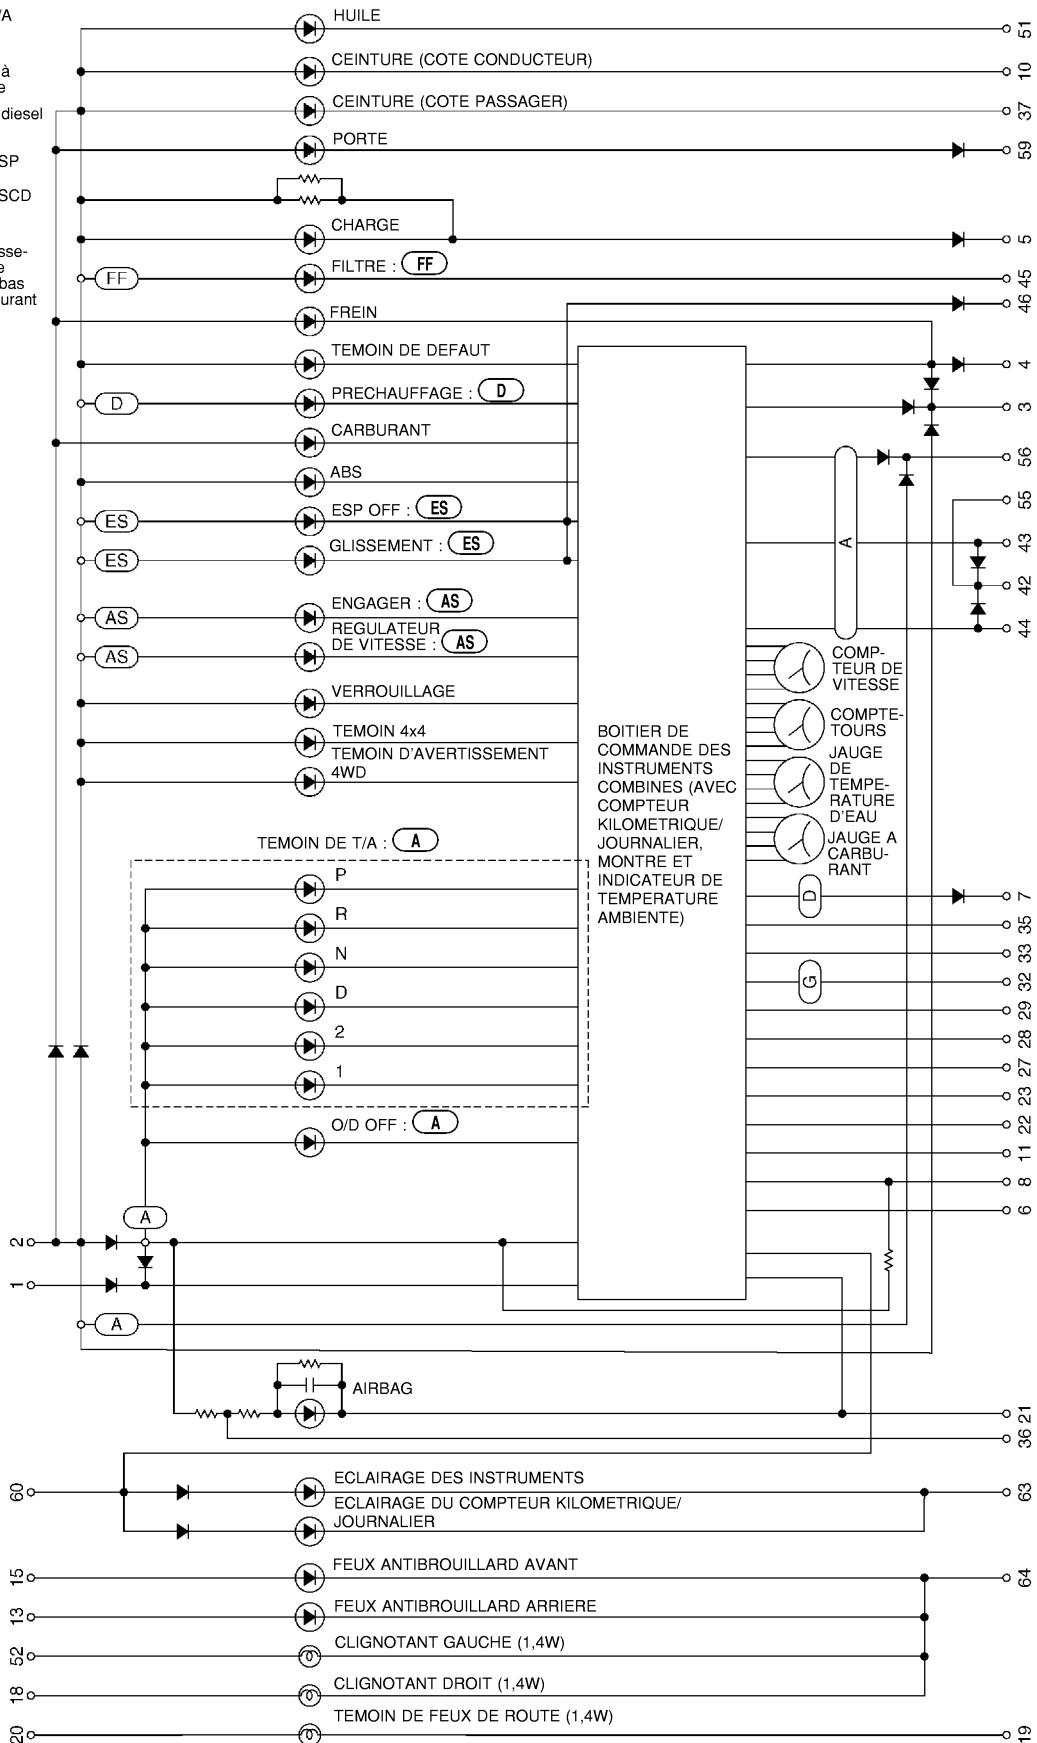 /A
à
e
diesel
SP
SCD
sse-
e
bas
urant
HUILE
51
CEINTURE (COTE CONDUCTEUR)
10
CEINTURE (COTE PASSAGER)
37
PORTE
59
CHARGE
5
FF
FILTRE : FF
45
46
FREIN
TEMOIN DE DEFAUT
4
D
PRECHAUFFAGE : D
3
CARBURANT
56
ABS
55
ES
ESP OFF : ES
43
A
ES
GLISSEMENT : ES
42
AS
ENGAGER : AS
44
AS
REGULATEUR
DE VITESSE : AS
COMP-
TEUR DE
VITESSE
VERROUILLAGE
COMPTE-
TOURS
TEMOIN 4x4
TEMOIN D'AVERTISSEMENT
4WD
JAUGE
DE
TEMPE-
RATURE
D'EAU
JAUGE A
CARBU-
RANT
BOITIER DE
COMMANDE DES
INSTRUMENTS
COMBINES (AVEC
COMPTEUR
KILOMETRIQUE/
JOURNALIER,
MONTRE ET
INDICATEUR DE
TEMPERATURE
AMBIENTE)
TEMOIN DE T/A : A
P
R
N
D
2
1
O/D OFF : A
D
7
35
33
G
32
29
28
27
23
22
11
8
6
A
2
1
A
AIRBAG
21
36
60
ECLAIRAGE DES INSTRUMENTS
63
ECLAIRAGE DU COMPTEUR KILOMETRIQUE/
JOURNALIER
15
FEUX ANTIBROUILLARD AVANT
64
13
FEUX ANTIBROUILLARD ARRIERE
52
CLIGNOTANT GAUCHE (1,4W)
18
CLIGNOTANT DROIT (1,4W)
20
TEMOIN DE FEUX DE ROUTE (1,4W)
19